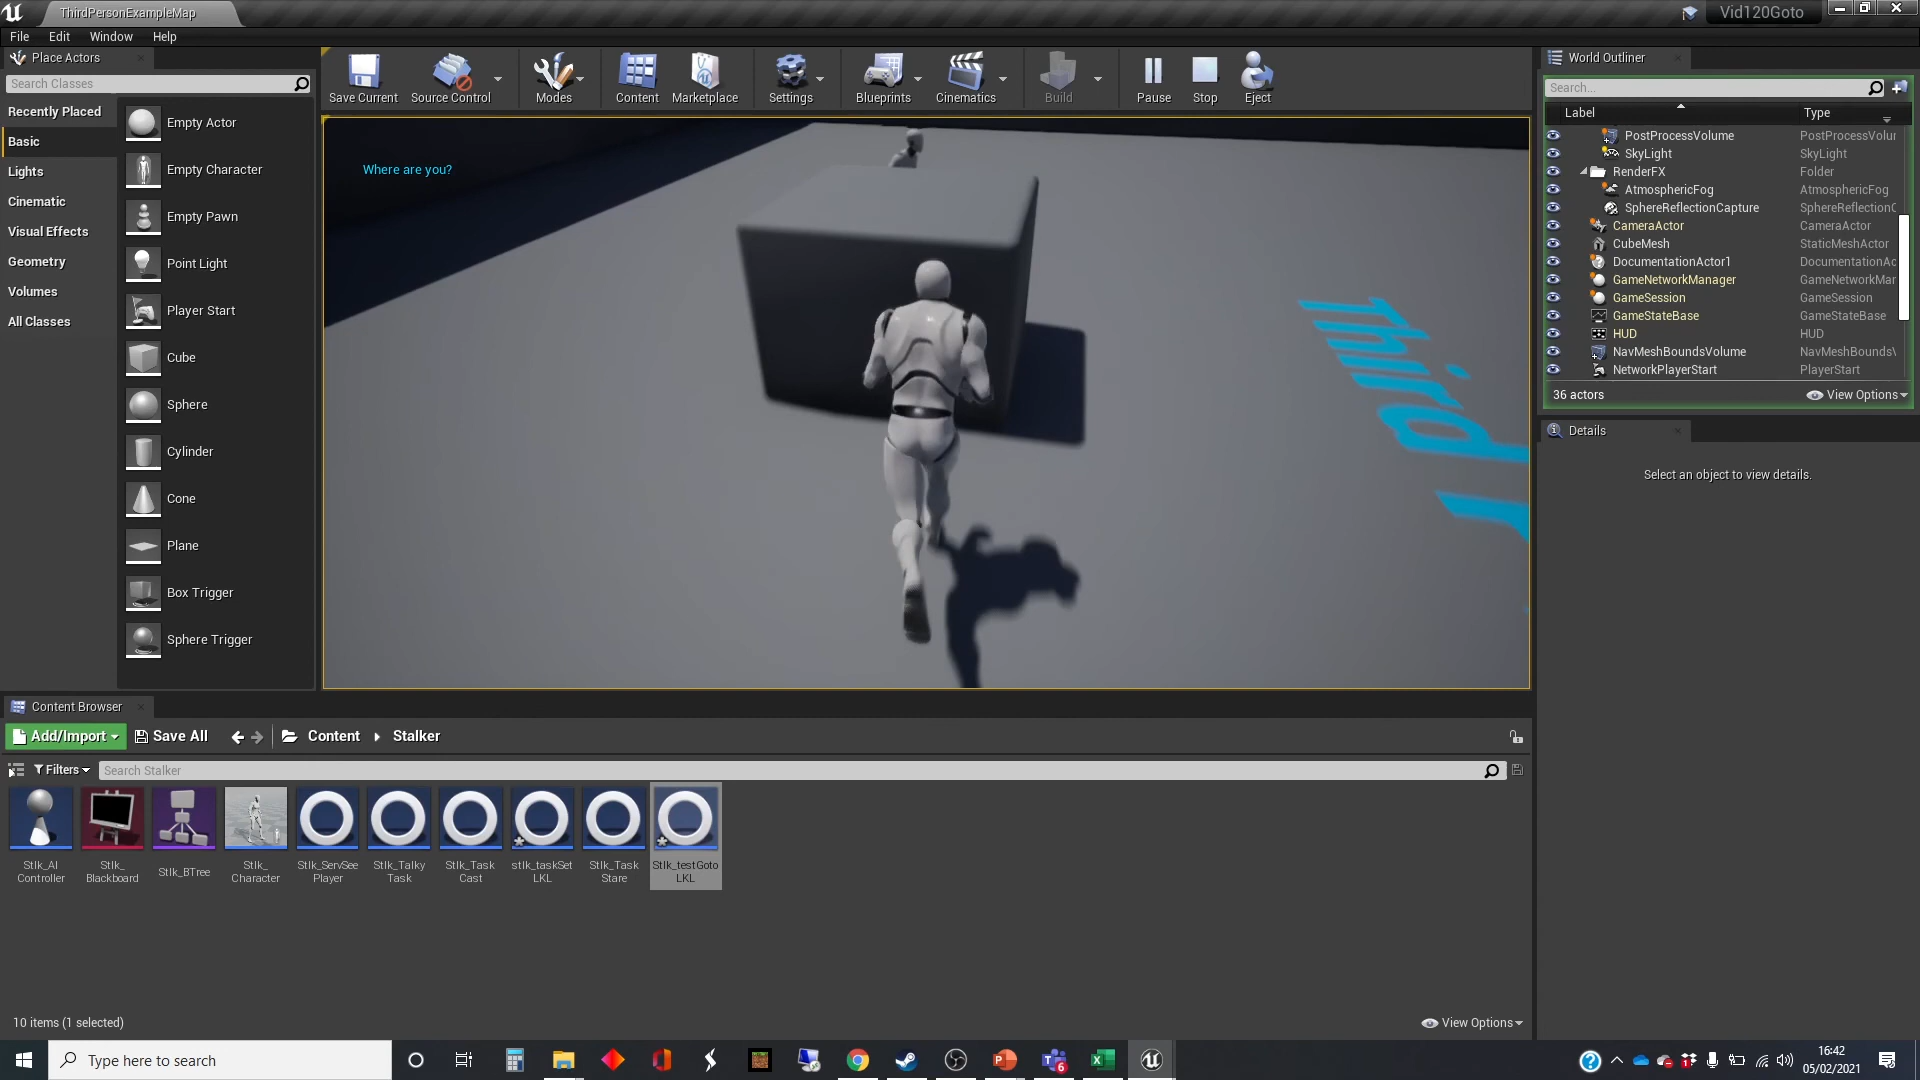 ThirdPersonExampleMap
Vid120Goto
File Edit Window Help
Place Actors
Search Classes
Recently Placed
Basic
Lights
Cinematic
Visual Effects
Geometry
Volumes
All Classes
Empty Actor
Empty Character
Empty Pawn
Point Light
Player Start
Cube
Sphere
Cylinder
Cone
Plane
Box Trigger
Sphere Trigger
Save Current
Source Control
Modes
Content
Marketplace
Settings
Blueprints
Cinematics
Build
Pause
Stop
Eject
Where are you?
Third
World Outliner
Search...
Label Type
PostProcessVolume PostProcessVolur
SkyLight SkyLight
RenderFX Folder
AtmosphericFog AtmosphericFog
SphereReflectionCapture SphereReflectionC
CameraActor CameraActor
CubeMesh StaticMeshActor
DocumentationActor1 DocumentationAc
GameNetworkManager GameNetworkMar
GameSession GameSession
GameStateBase GameStateBase
HUD HUD
NavMeshBoundsVolume NavMeshBoundsV
NetworkPlayerStart PlayerStart
36 actors
View Options
Details
Select an object to view details.
Content Browser
Add/Import
Save All
Content
Stalker
Filters
Search Stalker
Stlk_AI
Controller
Stlk_
Blackboard
Stlk_BTree
Stlk_
Character
Stlk_ServSee
Player
Stlk_Talky
Task
Stlk_Task
Cast
stlk_taskSet
LKL
Stlk_Task
Stare
Stlk_testGoto
LKL
10 items (1 selected)
View Options
Type here to search
6
16:42
05/02/2021